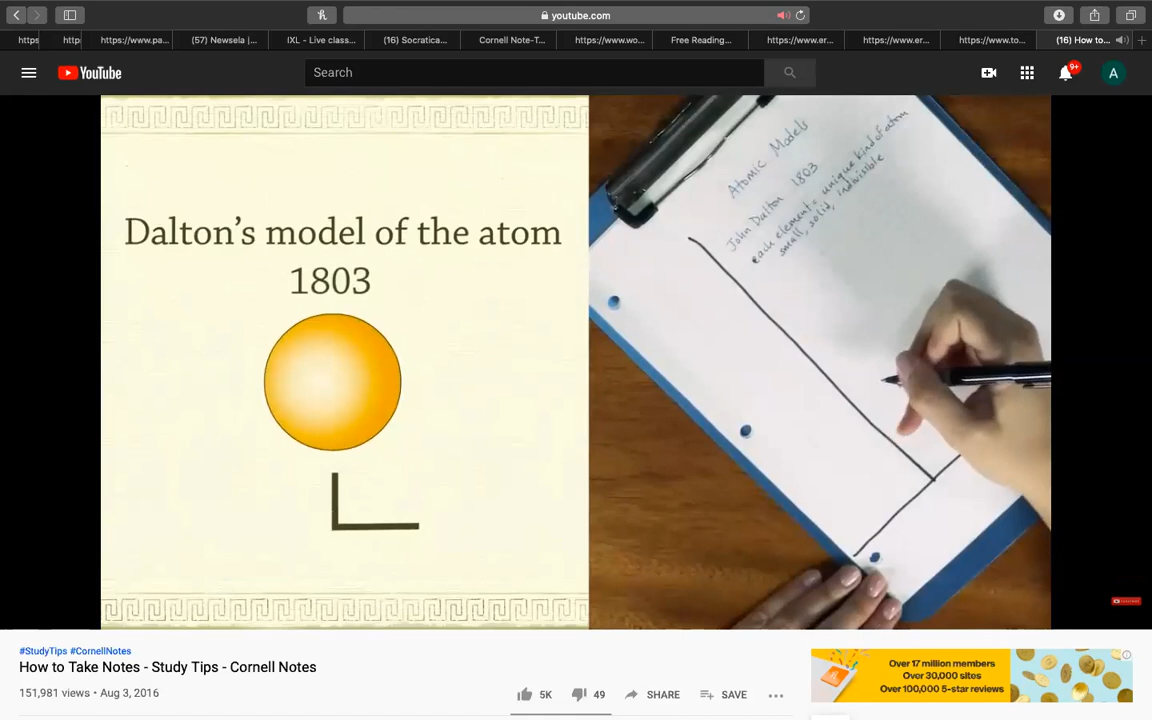 youtube.com
https
http
https://www.pa...
(57) Newsela |...
IXL - Live class...
(16) Socratica...
Cornell Note-T...
https://www.wo...
Free Reading...
https://www.er...
https://www.er...
https://www.to...
(16) How to...
YouTube
Search
9+
A
Dalton's model of the atom
1803
Atomic Models
John Dalton 1803
each element = unique kind of atom
small, solid, indivisible
#StudyTips #CornellNotes
How to Take Notes - Study Tips - Cornell Notes
151,981 views • Aug 3, 2016
5K
49
SHARE
SAVE
Over 17 million members
Over 30,000 sites
Over 100,000 5-star reviews